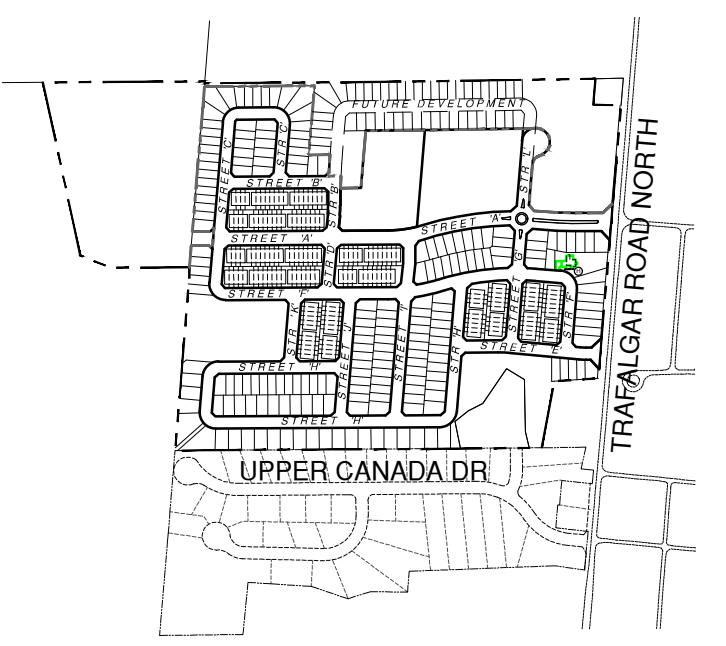 FUTURE DEVELOPMENT
STREET 'C'
STR 'C'
STREET 'B'
STR 'B'
STR 'L'
STREET 'A'
STREET 'A'
STR 'D'
STR 'G'
STREET 'F'
STR 'K'
STREET 'J'
STREET 'I'
STR 'H'
STREET
STR 'F'
STREET 'E'
STREET 'H'
STREET 'H'
UPPER CANADA DR
TRAFALGAR ROAD NORTH